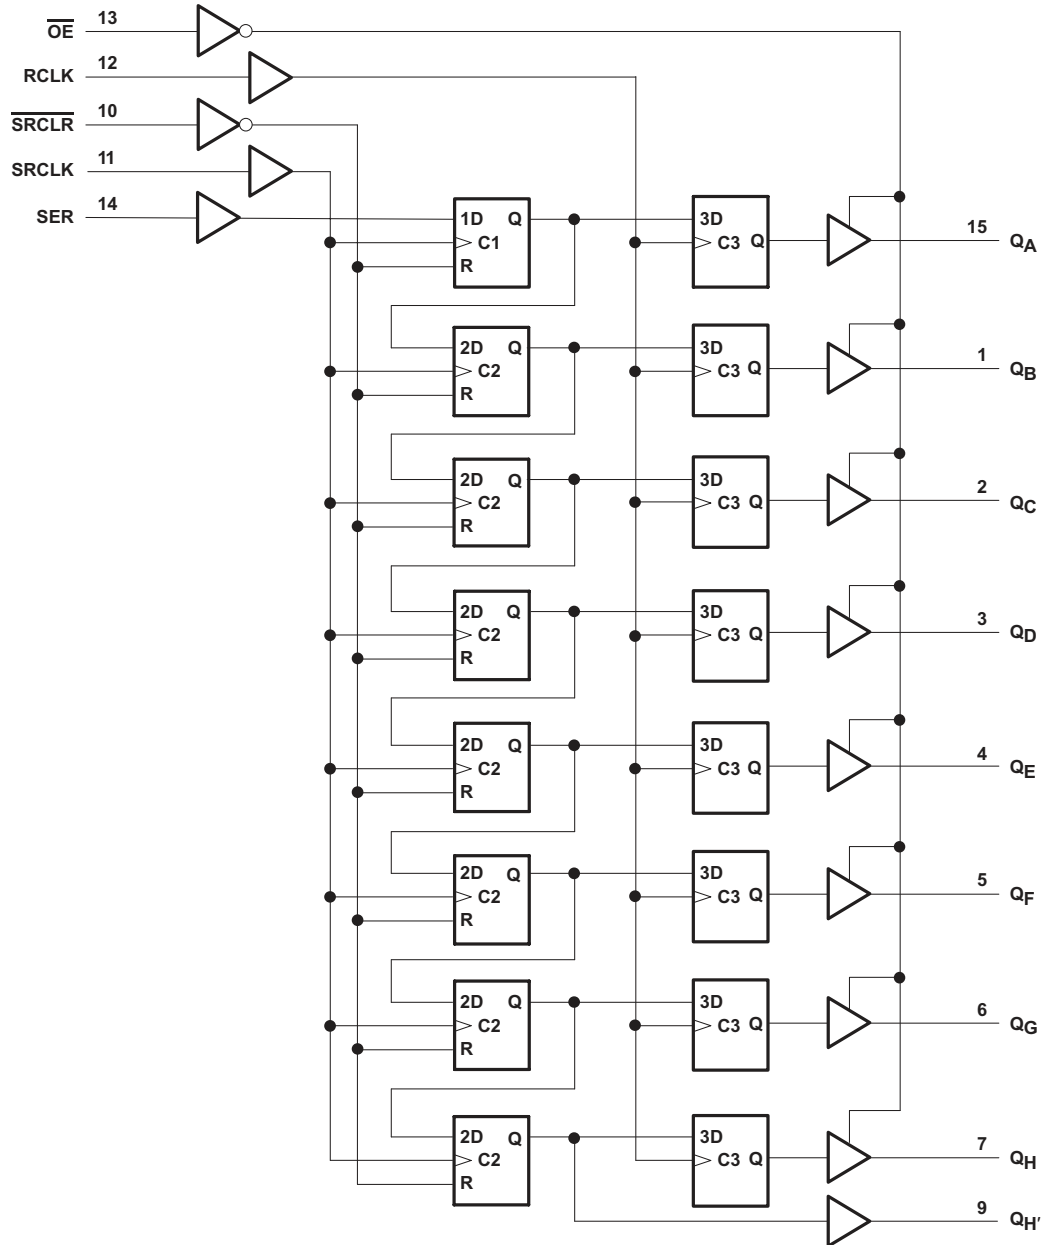 OE 13
RCLK 12
SRCLR 10
SRCLK 11
SER 14
1D Q 3D
C1 C3 Q 15 QA
R
2D Q 3D
C2 C3 Q 1 QB
R
2D Q 3D
C2 C3 Q 2 QC
R
2D Q 3D
C2 C3 Q 3 QD
R
2D Q 3D
C2 C3 Q 4 QE
R
2D Q 3D
C2 C3 Q 5 QF
R
2D Q 3D
C2 C3 Q 6 QG
R
2D Q 3D
C2 C3 Q 7 QH
R
9 QH′